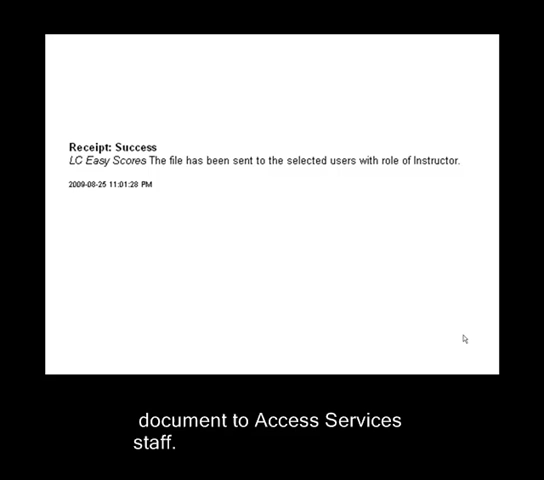 Receipt: Success
LC Easy Scores The file has been sent to the selected users with role of Instructor.
2009-08-25 11:01:28 PM
document to Access Services
staff.